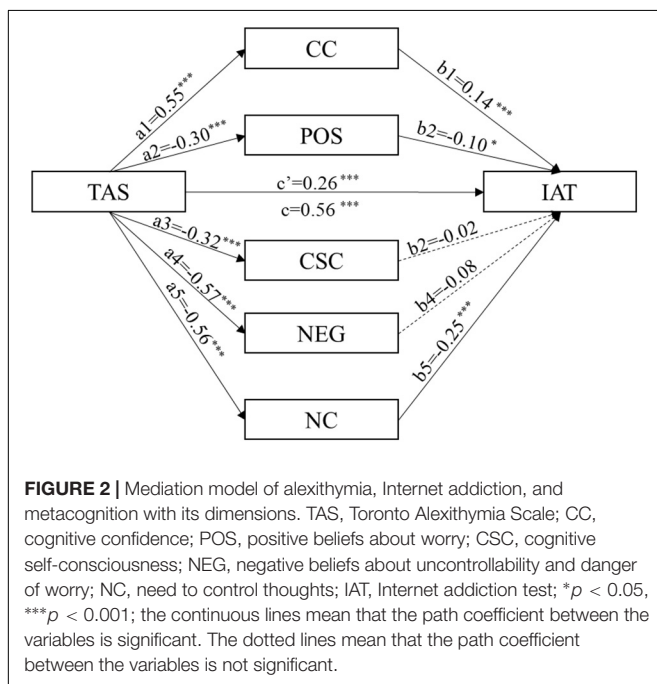 CC
a1=0.55***
b1=0.14 ***
POS
a2=-0.30***
b2=-0.10 *
TAS
c'=0.26 ***
c=0.56 ***
IAT
a3=-0.32***
CSC
b2=-0.02
a4=-0.57***
NEG
b4=-0.08
a5=-0.56***
NC
b5=-0.25***
FIGURE 2 | Mediation model of alexithymia, Internet addiction, and
metacognition with its dimensions. TAS, Toronto Alexithymia Scale; CC,
cognitive confidence; POS, positive beliefs about worry; CSC, cognitive
self-consciousness; NEG, negative beliefs about uncontrollability and danger
of worry; NC, need to control thoughts; IAT, Internet addiction test; *p < 0.05,
***p < 0.001; the continuous lines mean that the path coefficient between the
variables is significant. The dotted lines mean that the path coefficient
between the variables is not significant.